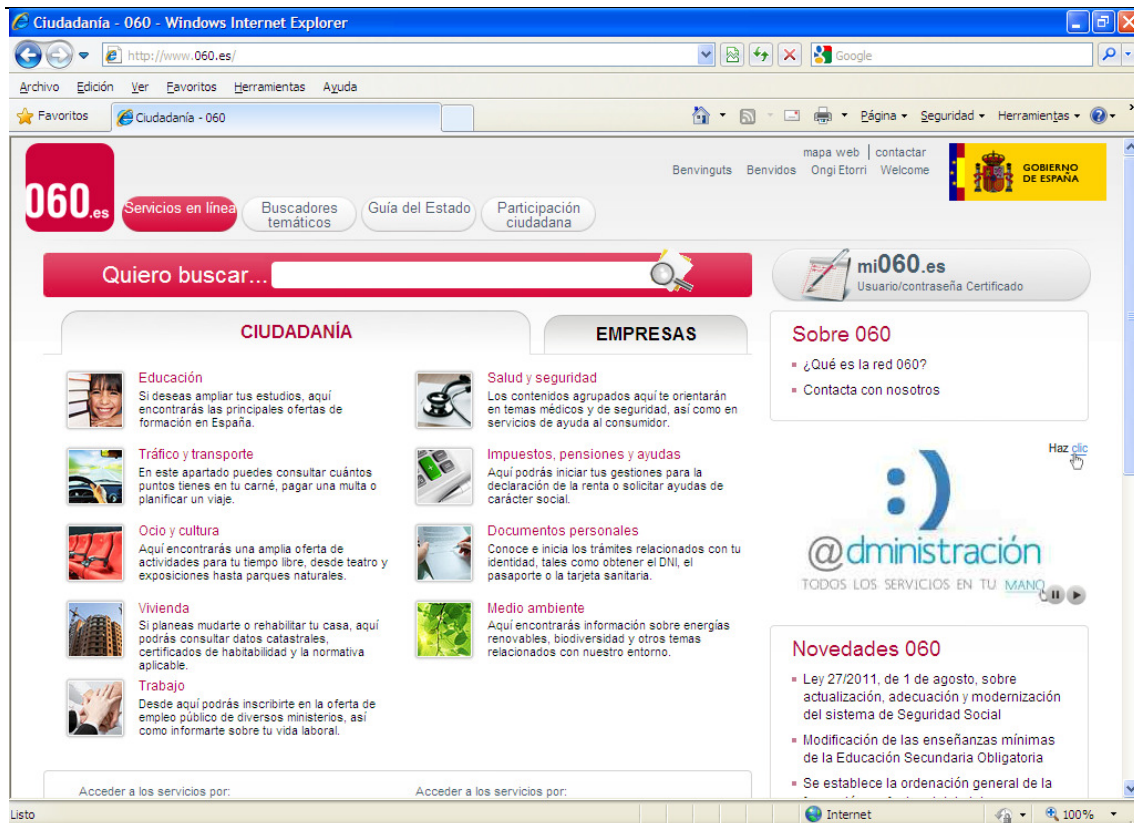 Ciudadanía - 060 - Windows Internet Explorer
http://www.060.es/
Google
Archivo Edición Ver Favoritos Herramientas Ayuda
Favoritos
Ciudadanía - 060
Página Seguridad Herramientas
mapa web | contactar
Benvinguts Benvidos Ongi Etorri Welcome
GOBIERNO
DE ESPAÑA
060.es
Servicios en línea
Buscadores
temáticos
Guía del Estado
Participación
ciudadana
Quiero buscar...
mi060.es
Usuario/contraseña Certificado
CIUDADANÍA
EMPRESAS
Educación
Si deseas ampliar tus estudios, aquí
encontrarás las principales ofertas de
formación en España.
Salud y seguridad
Los contenidos agrupados aquí te orientarán
en temas médicos y de seguridad, así como en
servicios de ayuda al consumidor.
Tráfico y transporte
En este apartado puedes consultar cuántos
puntos tienes en tu carné, pagar una multa o
planificar un viaje.
Impuestos, pensiones y ayudas
Aquí podrás iniciar tus gestiones para la
declaración de la renta o solicitar ayudas de
carácter social.
Ocio y cultura
Aquí encontrarás una amplia oferta de
actividades para tu tiempo libre, desde teatro y
exposiciones hasta parques naturales.
Documentos personales
Conoce e inicia los trámites relacionados con tu
identidad, tales como obtener el DNI, el
pasaporte o la tarjeta sanitaria.
Vivienda
Si planeas mudarte o rehabilitar tu casa, aquí
podrás consultar datos catastrales,
certificados de habitabilidad y la normativa
aplicable.
Medio ambiente
Aquí encontrarás información sobre energías
renovables, biodiversidad y otros temas
relacionados con nuestro entorno.
Trabajo
Desde aquí podrás inscribirte en la oferta de
empleo público de diversos ministerios, así
como informarte sobre tu vida laboral.
Acceder a los servicios por:
Acceder a los servicios por:
Sobre 060
¿Qué es la red 060?
Contacta con nosotros
Haz clic
:)
@dministración
TODOS LOS SERVICIOS EN TU MANO
Novedades 060
Ley 27/2011, de 1 de agosto, sobre
actualización, adecuación y modernización
del sistema de Seguridad Social
Modificación de las enseñanzas mínimas
de la Educación Secundaria Obligatoria
Se establece la ordenación general de la
Listo
Internet
100%